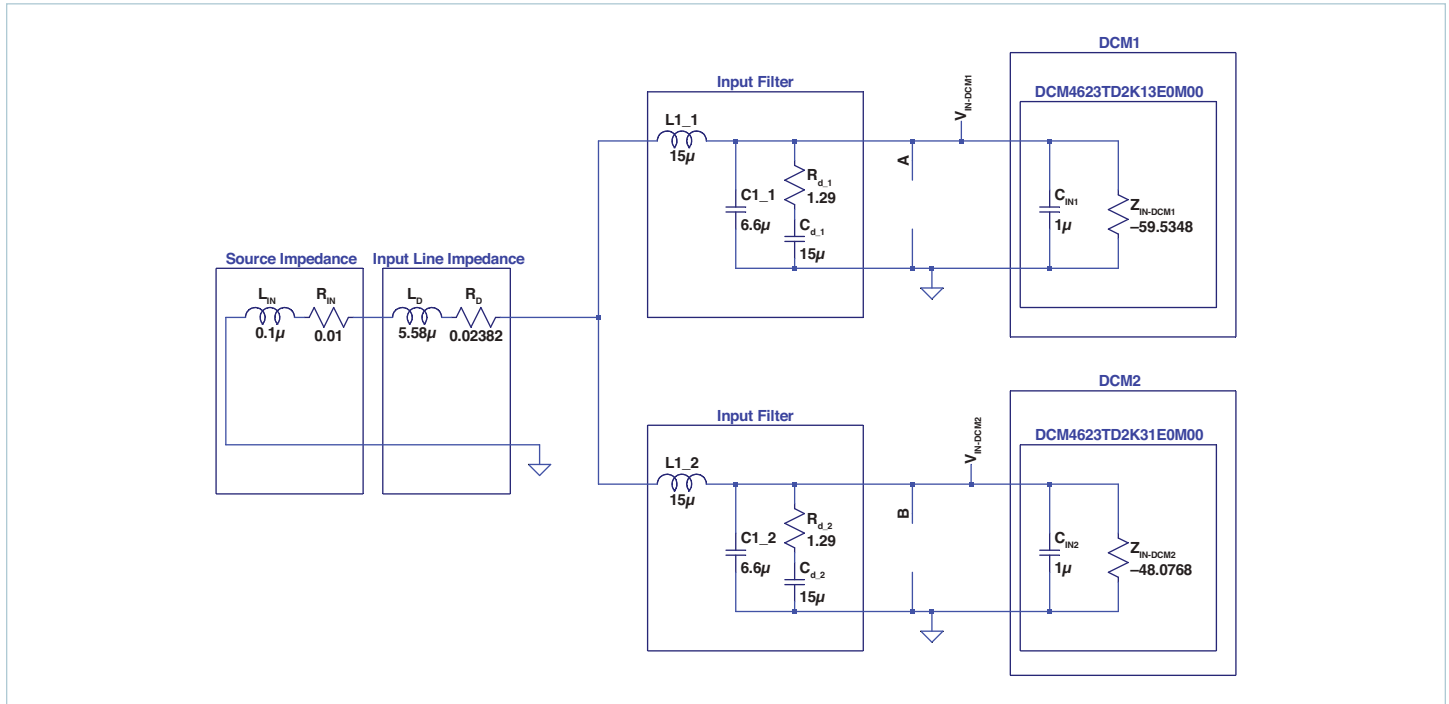 DCM1
Input Filter
DCM4623TD2K13E0M00
V_IN-DCM1
L1_1
15µ
A
R_d_1
1.29
C1_1
6.6µ
C_d_1
15µ
C_IN1
1µ
Z_IN-DCM1
–59.5348
Source Impedance
Input Line Impedance
L_IN
0.1µ
R_IN
0.01
L_D
5.58µ
R_D
0.02382
DCM2
Input Filter
DCM4623TD2K31E0M00
V_IN-DCM2
L1_2
15µ
B
R_d_2
1.29
C1_2
6.6µ
C_d_2
15µ
C_IN2
1µ
Z_IN-DCM2
–48.0768